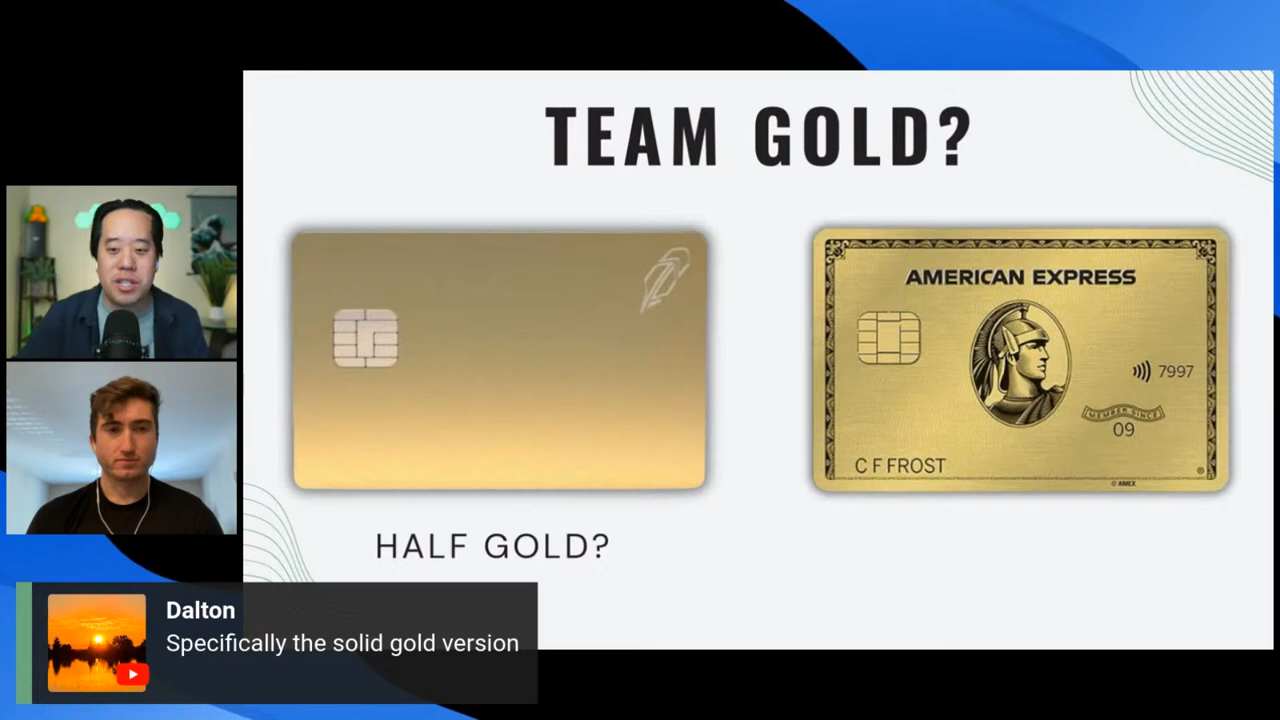 TEAM GOLD?
AMERICAN EXPRESS
7997
MEMBER SINCE
09
C F FROST
® 
© AMEX
HALF GOLD?
Dalton
Specifically the solid gold version